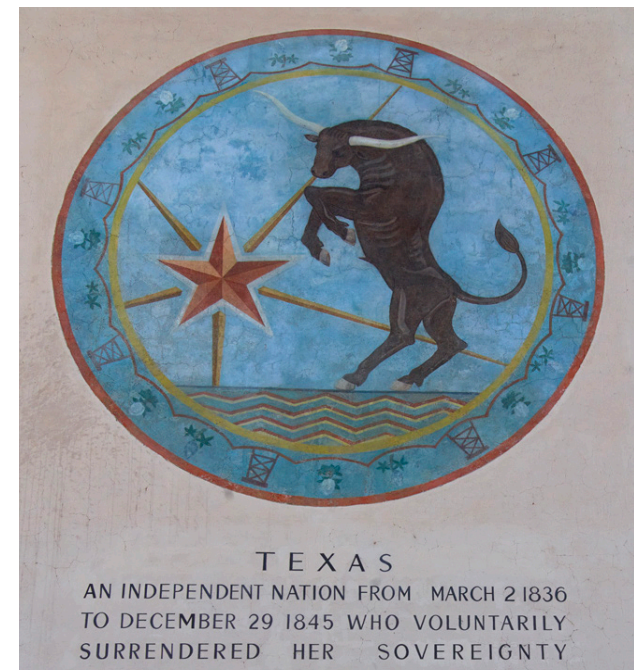 TEXAS
AN INDEPENDENT NATION FROM MARCH 2 1836
TO DECEMBER 29 1845 WHO VOLUNTARILY
SURRENDERED HER SOVEREIGNTY